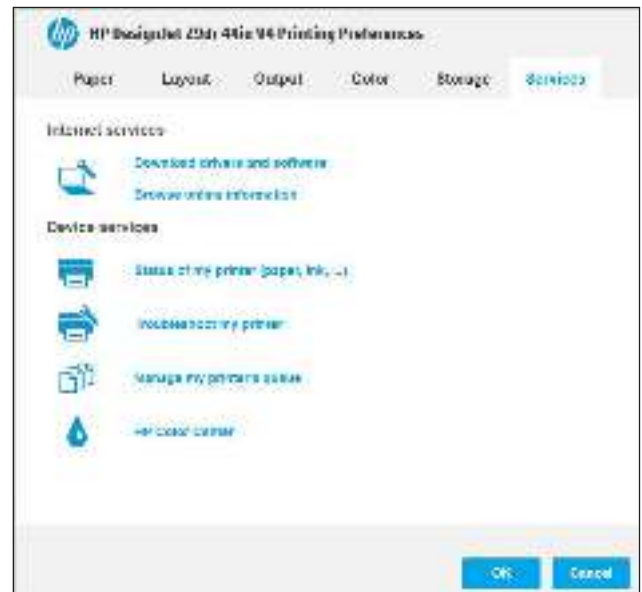 HP DesignJet Z9dr 44in V4 Printing Preferences
Paper Layout Output Color Storage Services
Internet services
Download drivers and software
Browse online information
Device services
Status of my printer (paper, ink, ...)
Troubleshoot my printer
Manage my printer's queue
HP Color Center
OK Cancel